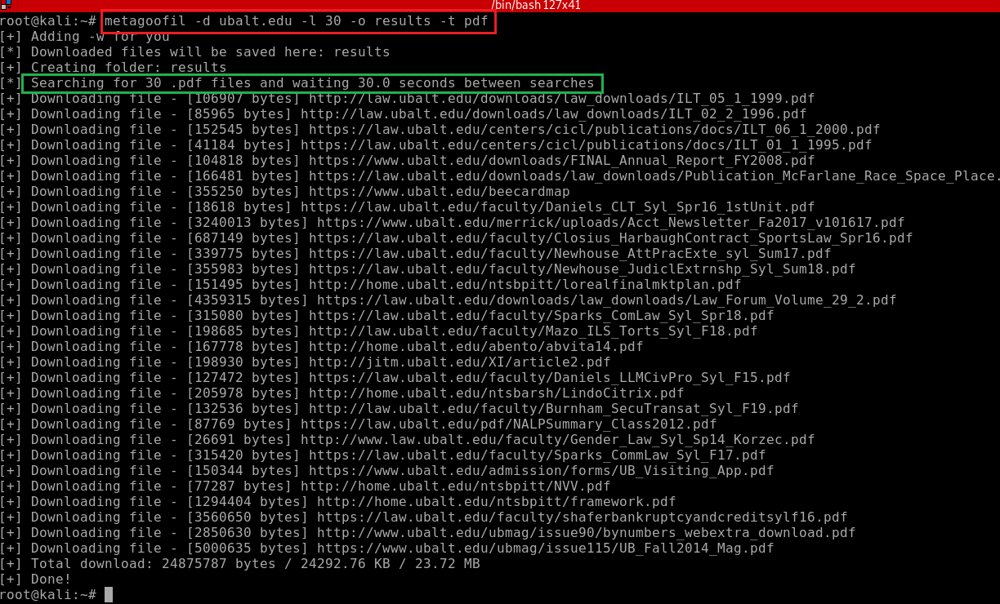 /bin/bash 127x41
root@kali:~# metagoofil -d ubalt.edu -l 30 -o results -t pdf
[+] Adding -w for you
[*] Downloaded files will be saved here: results
[+] Creating folder: results
[*] Searching for 30 .pdf files and waiting 30.0 seconds between searches
[+] Downloading file - [106907 bytes] http://law.ubalt.edu/downloads/law_downloads/ILT_05_1_1999.pdf
[+] Downloading file - [85965 bytes] http://law.ubalt.edu/downloads/law_downloads/ILT_02_2_1996.pdf
[+] Downloading file - [152545 bytes] https://law.ubalt.edu/centers/cicl/publications/docs/ILT_06_1_2000.pdf
[+] Downloading file - [41184 bytes] https://law.ubalt.edu/centers/cicl/publications/docs/ILT_01_1_1995.pdf
[+] Downloading file - [104818 bytes] https://www.ubalt.edu/downloads/FINAL_Annual_Report_FY2008.pdf
[+] Downloading file - [166481 bytes] https://law.ubalt.edu/downloads/law_downloads/Publication_McFarlane_Race_Space_Place.
[+] Downloading file - [355250 bytes] https://www.ubalt.edu/beecardmap
[+] Downloading file - [18618 bytes] https://law.ubalt.edu/faculty/Daniels_CLT_Syl_Spr16_1stUnit.pdf
[+] Downloading file - [3240013 bytes] https://www.ubalt.edu/merrick/uploads/Acct_Newsletter_Fa2017_v101617.pdf
[+] Downloading file - [687149 bytes] https://law.ubalt.edu/faculty/Closius_HarbaughContract_SportsLaw_Spr16.pdf
[+] Downloading file - [339775 bytes] https://law.ubalt.edu/faculty/Newhouse_AttPracExte_syl_Sum17.pdf
[+] Downloading file - [355983 bytes] https://law.ubalt.edu/faculty/Newhouse_JudiclExtrnshp_Syl_Sum18.pdf
[+] Downloading file - [151495 bytes] http://home.ubalt.edu/ntsbpitt/lorealfinalmktplan.pdf
[+] Downloading file - [4359315 bytes] https://law.ubalt.edu/downloads/law_downloads/Law_Forum_Volume_29_2.pdf
[+] Downloading file - [315080 bytes] https://law.ubalt.edu/faculty/Sparks_ComLaw_Syl_Spr18.pdf
[+] Downloading file - [198685 bytes] http://law.ubalt.edu/faculty/Mazo_ILS_Torts_Syl_F18.pdf
[+] Downloading file - [167778 bytes] http://home.ubalt.edu/abento/abvita14.pdf
[+] Downloading file - [198930 bytes] http://jitm.ubalt.edu/XI/article2.pdf
[+] Downloading file - [127472 bytes] https://law.ubalt.edu/faculty/Daniels_LLMCivPro_Syl_F15.pdf
[+] Downloading file - [205978 bytes] http://home.ubalt.edu/ntsbarsh/LindoCitrix.pdf
[+] Downloading file - [132536 bytes] http://law.ubalt.edu/faculty/Burnham_SecuTransat_Syl_F19.pdf
[+] Downloading file - [87769 bytes] https://law.ubalt.edu/pdf/NALPSummary_Class2012.pdf
[+] Downloading file - [26691 bytes] http://www.law.ubalt.edu/faculty/Gender_Law_Syl_Sp14_Korzec.pdf
[+] Downloading file - [315420 bytes] https://law.ubalt.edu/faculty/Sparks_CommLaw_Syl_F17.pdf
[+] Downloading file - [150344 bytes] https://www.ubalt.edu/admission/forms/UB_Visiting_App.pdf
[+] Downloading file - [77287 bytes] http://home.ubalt.edu/ntsbpitt/NVV.pdf
[+] Downloading file - [1294404 bytes] http://home.ubalt.edu/ntsbpitt/framework.pdf
[+] Downloading file - [3560650 bytes] https://law.ubalt.edu/faculty/shaferbankruptcyandcreditsylf16.pdf
[+] Downloading file - [2850630 bytes] http://www.ubalt.edu/ubmag/issue90/bynumbers_webextra_download.pdf
[+] Downloading file - [5000635 bytes] https://www.ubalt.edu/ubmag/issue115/UB_Fall2014_Mag.pdf
[+] Total download: 24875787 bytes / 24292.76 KB / 23.72 MB
[+] Done!
root@kali:~#